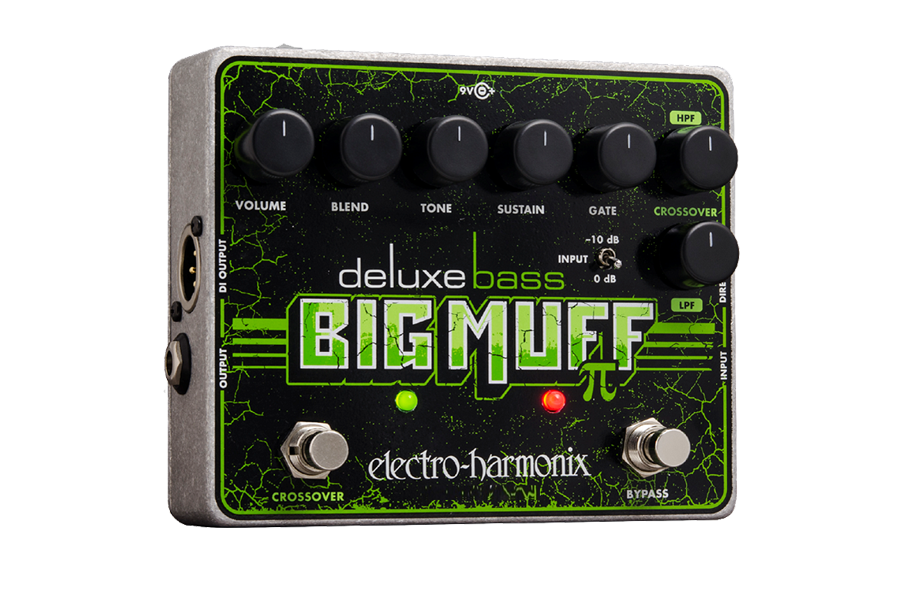 9V
+
HPF
VOLUME
BLEND
TONE
SUSTAIN
GATE
CROSSOVER
-10 dB
INPUT
0 dB
LPF
DI OUTPUT
OUTPUT
INPUT
deluxe bass
BIG MUFF
π
electro-harmonix
CROSSOVER
BYPASS